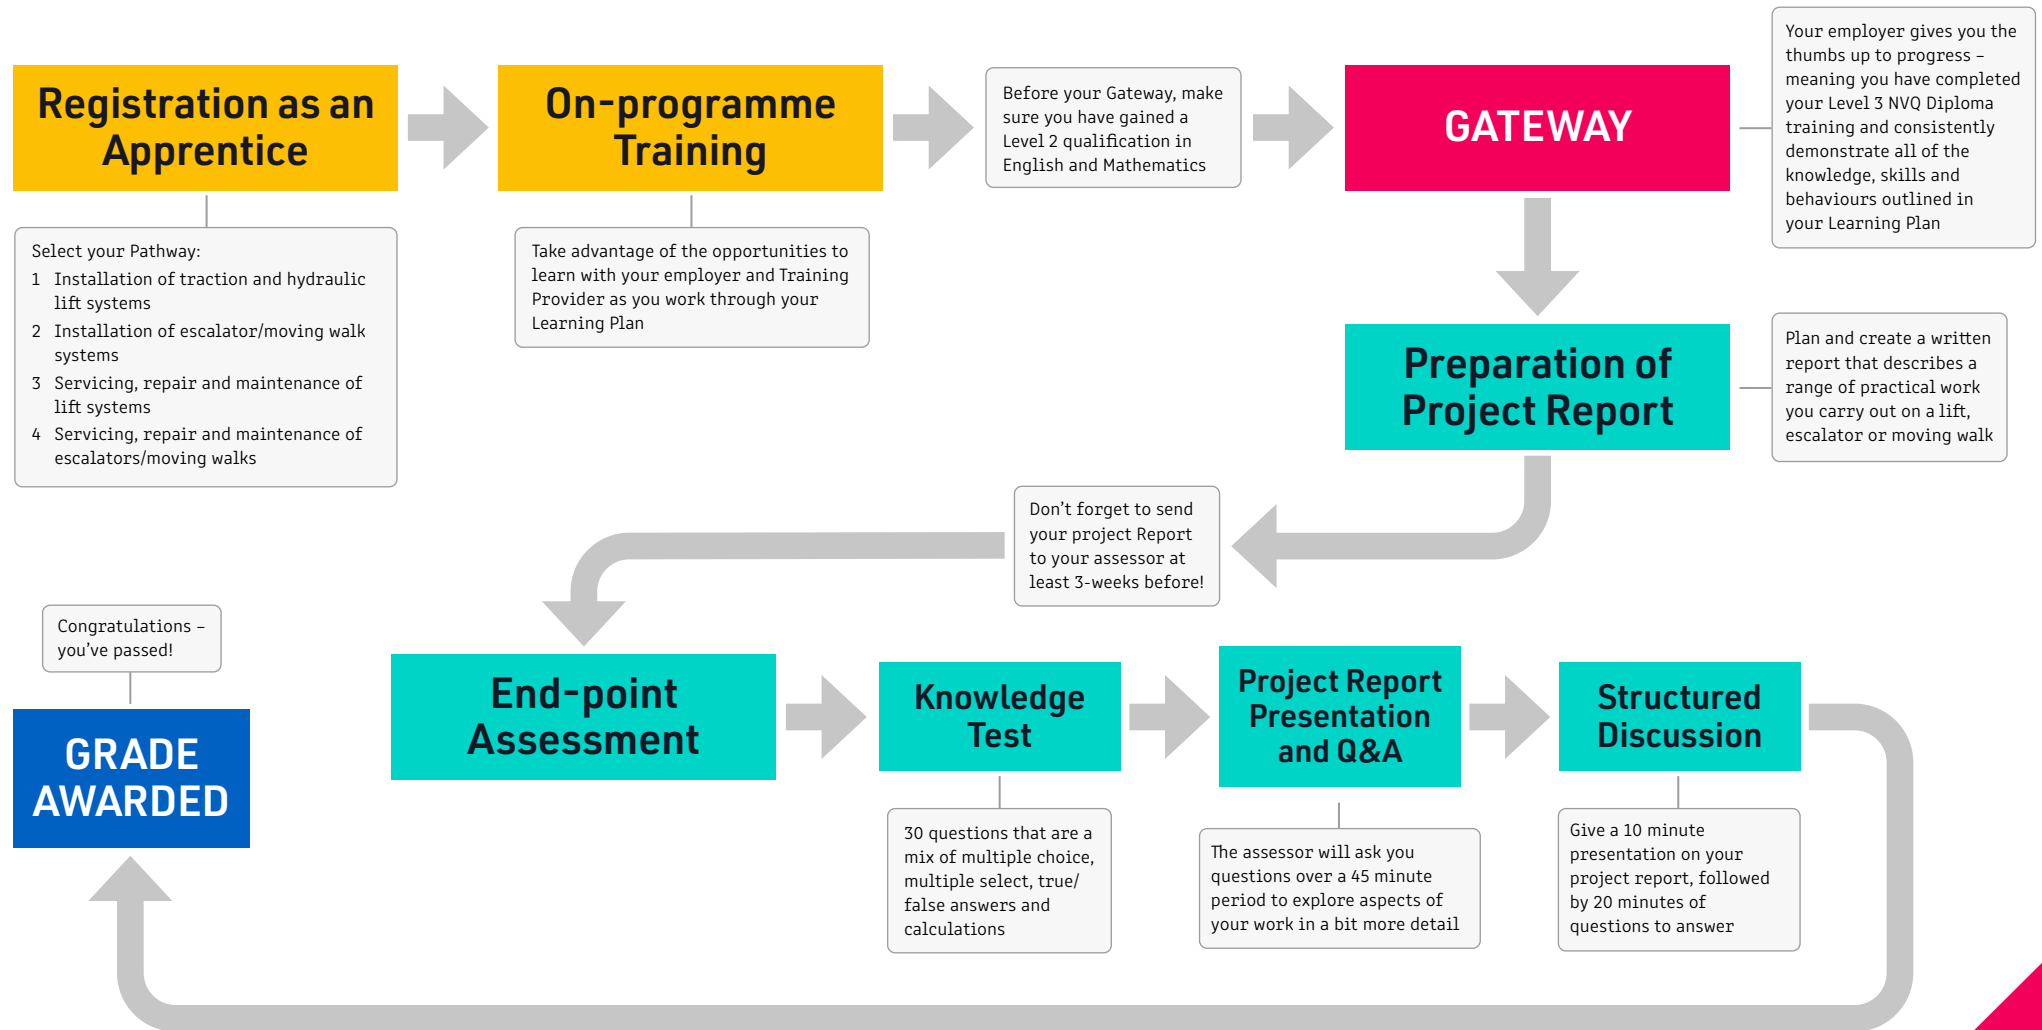 Registration as an
Apprentice
Select your Pathway:
1 Installation of traction and hydraulic
lift systems
2 Installation of escalator/moving walk
systems
3 Servicing, repair and maintenance of
lift systems
4 Servicing, repair and maintenance of
escalators/moving walks
On-programme
Training
Take advantage of the opportunities to
learn with your employer and Training
Provider as you work through your
Learning Plan
Before your Gateway, make
sure you have gained a
Level 2 qualification in
English and Mathematics
GATEWAY
Your employer gives you the
thumbs up to progress –
meaning you have completed
your Level 3 NVQ Diploma
training and consistently
demonstrate all of the
knowledge, skills and
behaviours outlined in
your Learning Plan
Preparation of
Project Report
Plan and create a written
report that describes a
range of practical work
you carry out on a lift,
escalator or moving walk
Don't forget to send
your project Report
to your assessor at
least 3-weeks before!
End-point
Assessment
Knowledge
Test
30 questions that are a
mix of multiple choice,
multiple select, true/
false answers and
calculations
Project Report
Presentation
and Q&A
The assessor will ask you
questions over a 45 minute
period to explore aspects of
your work in a bit more detail
Structured
Discussion
Give a 10 minute
presentation on your
project report, followed
by 20 minutes of
questions to answer
Congratulations –
you've passed!
GRADE
AWARDED